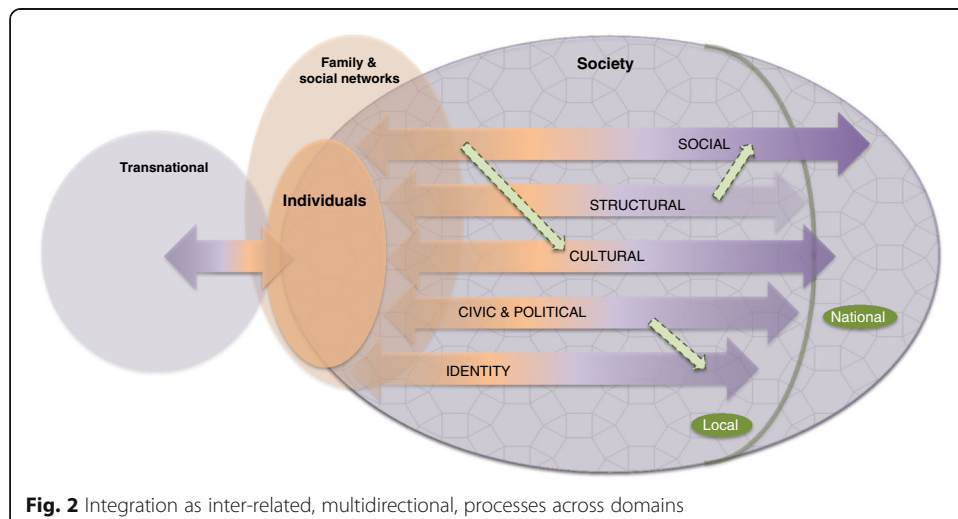 Family &
social networks
Society
Transnational
Individuals
SOCIAL
STRUCTURAL
CULTURAL
CIVIC & POLITICAL
IDENTITY
National
Local
Fig. 2 Integration as inter-related, multidirectional, processes across domains